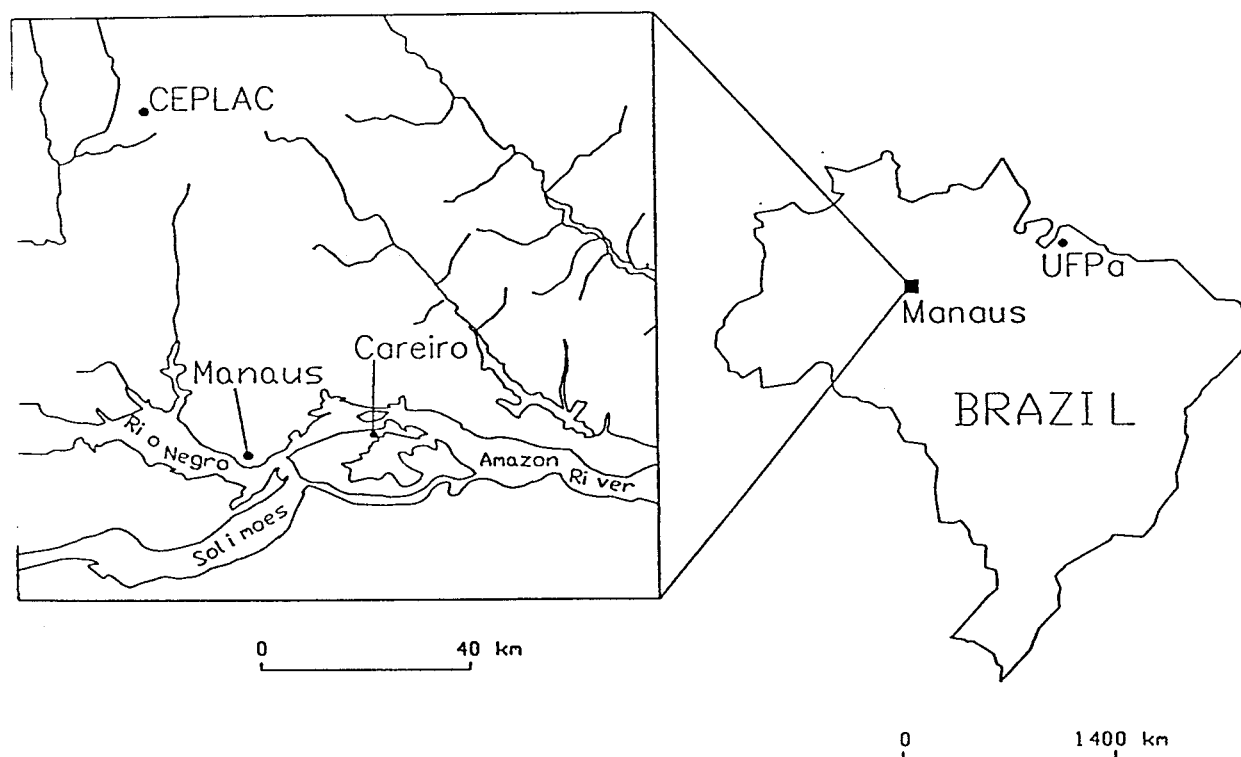 CEPLAC
Careiro
Manaus
Rio Negro
Amazon
River
Solimoes
0 40 km
UFPa
Manaus
BRAZIL
0 1400 km